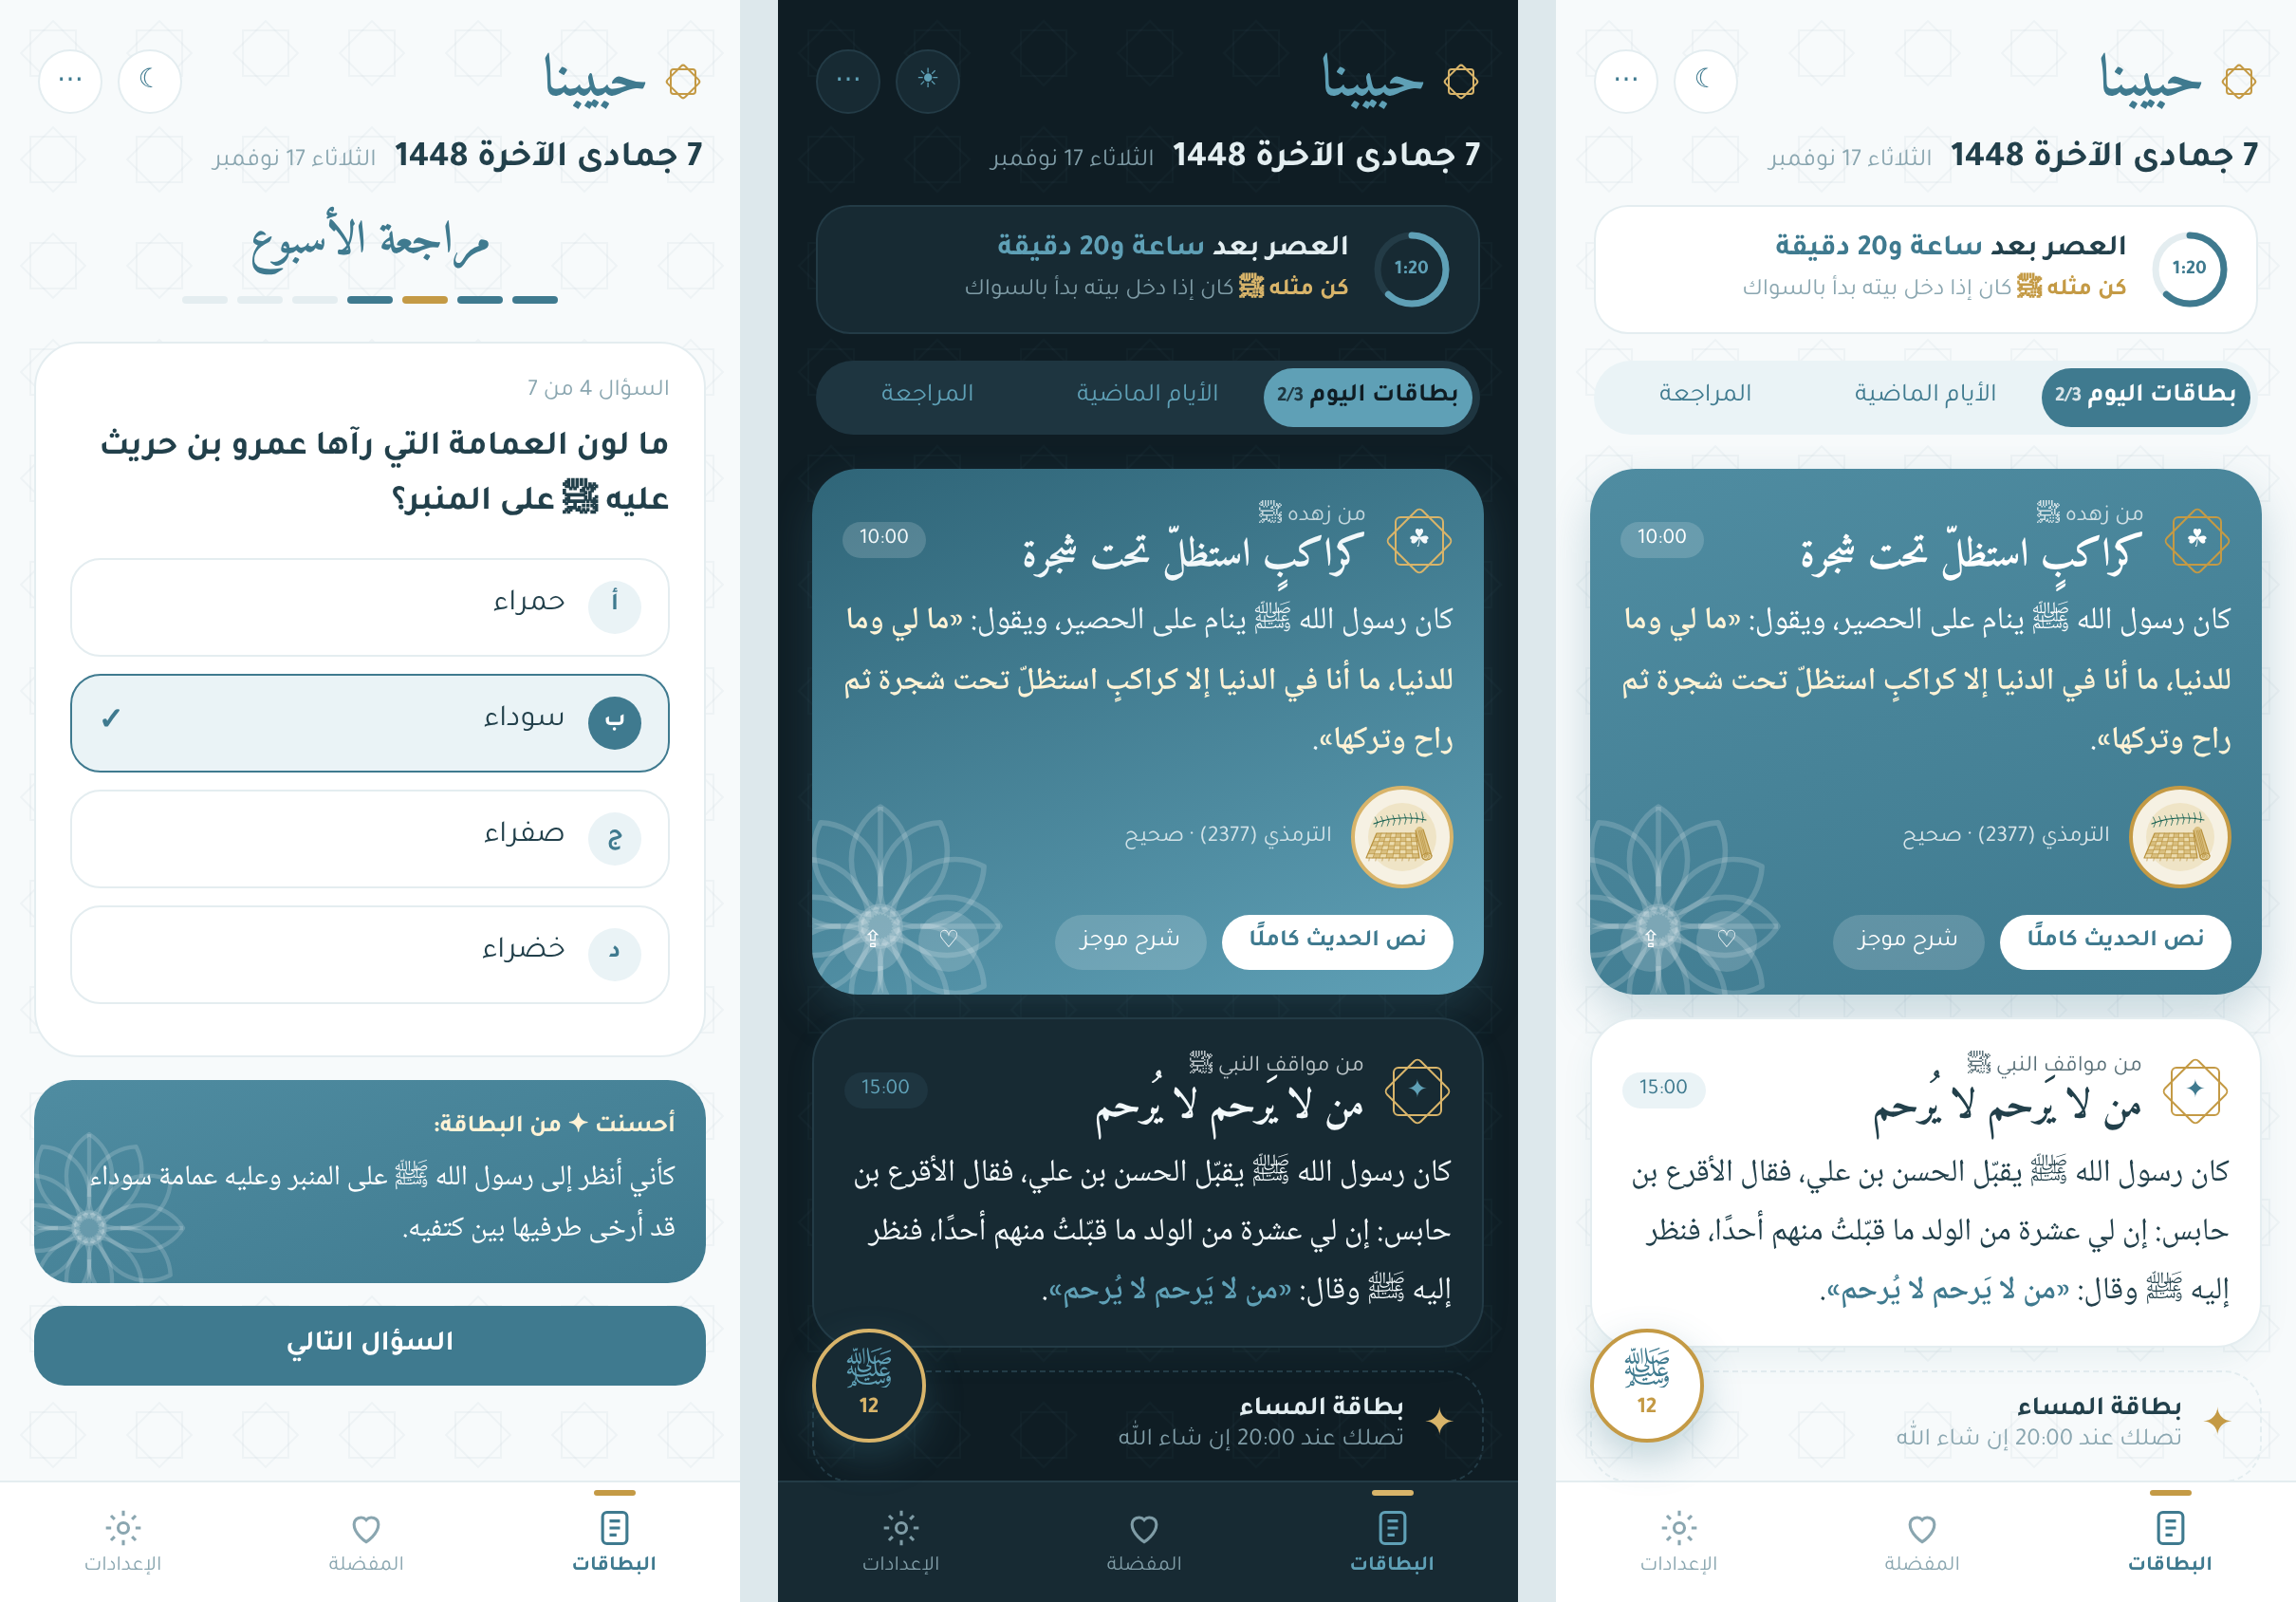 حبيبنا
7 جمادى الآخرة 1448 الثلاثاء 17 نوفمبر
العصر بعد ساعة و20 دقيقة
1:20
كن مثله ﷺ كان إذا دخل بيته بدأ بالسواك
بطاقات اليوم 2/3
الأيام الماضية
المراجعة
من زهده ﷺ
كراكبٍ استظلّ تحت شجرة
10:00
كان رسول الله ﷺ ينام على الحصير، ويقول: «ما لي وما
للدنيا، ما أنا في الدنيا إلا كراكبٍ استظلّ تحت شجرة ثم
راح وتركها».
الترمذي (2377) · صحيح
نص الحديث كاملًا
شرح موجز
من مواقف النبي ﷺ
من لا يَرحم لا يُرحم
15:00
كان رسول الله ﷺ يقبّل الحسن بن علي، فقال الأقرع بن
حابس: إن لي عشرة من الولد ما قبّلتُ منهم أحدًا، فنظر
إليه ﷺ وقال: «من لا يَرحم لا يُرحم».
بطاقة المساء
تصلك عند 20:00 إن شاء الله
ﷺ
12
البطاقات
المفضلة
الإعدادات
حبيبنا
7 جمادى الآخرة 1448 الثلاثاء 17 نوفمبر
العصر بعد ساعة و20 دقيقة
1:20
كن مثله ﷺ كان إذا دخل بيته بدأ بالسواك
بطاقات اليوم 2/3
الأيام الماضية
المراجعة
من زهده ﷺ
كراكبٍ استظلّ تحت شجرة
10:00
كان رسول الله ﷺ ينام على الحصير، ويقول: «ما لي وما
للدنيا، ما أنا في الدنيا إلا كراكبٍ استظلّ تحت شجرة ثم
راح وتركها».
الترمذي (2377) · صحيح
نص الحديث كاملًا
شرح موجز
من مواقف النبي ﷺ
من لا يَرحم لا يُرحم
15:00
كان رسول الله ﷺ يقبّل الحسن بن علي، فقال الأقرع بن
حابس: إن لي عشرة من الولد ما قبّلتُ منهم أحدًا، فنظر
إليه ﷺ وقال: «من لا يَرحم لا يُرحم».
بطاقة المساء
تصلك عند 20:00 إن شاء الله
ﷺ
12
البطاقات
المفضلة
الإعدادات
حبيبنا
7 جمادى الآخرة 1448 الثلاثاء 17 نوفمبر
مراجعة الأسبوع
السؤال 4 من 7
ما لون العمامة التي رآها عمرو بن حريث
عليه ﷺ على المنبر؟
أ حمراء
ب سوداء ✓
ج صفراء
د خضراء
أحسنت ✦ من البطاقة:
كأني أنظر إلى رسول الله ﷺ على المنبر وعليه عمامة سوداء
قد أرخى طرفيها بين كتفيه.
السؤال التالي
البطاقات
المفضلة
الإعدادات